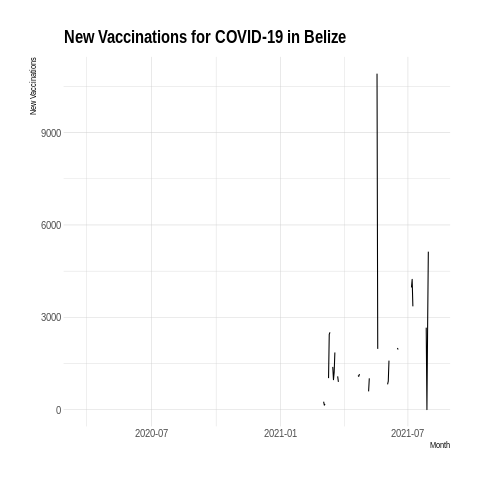 New Vaccinations for COVID-19 in Belize
New Vaccinations
9000
6000
3000
0
2020-07
2021-01
2021-07
Month